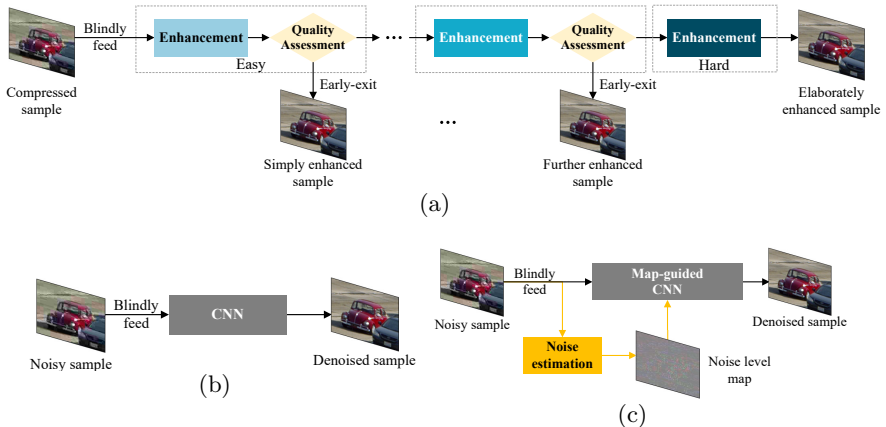 Blindly
feed
Enhancement
Quality
Assessment
Easy
Early-exit
Compressed
sample
Simply enhanced
sample
...
Enhancement
Quality
Assessment
Early-exit
Further enhanced
sample
...
Enhancement
Hard
Elaborately
enhanced sample
(a)
Noisy sample
Blindly
feed
CNN
Denoised sample
(b)
Noisy sample
Blindly
feed
Map-guided
CNN
Denoised sample
Noise
estimation
Noise level
map
(c)